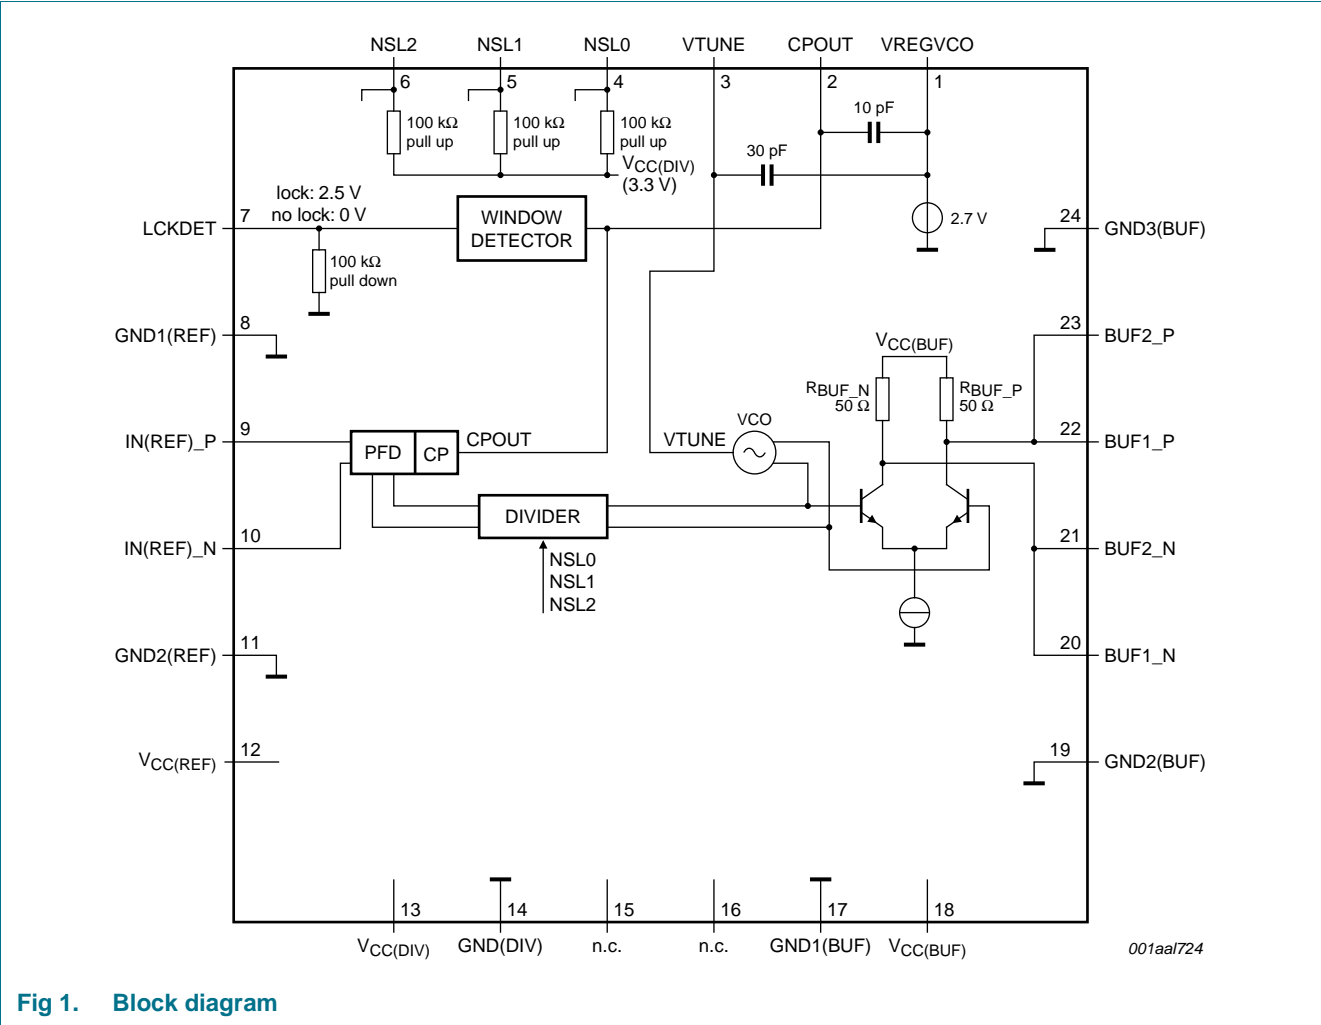 NSL2 NSL1 NSL0 VTUNE CPOUT VREGVCO
6 5 4 3 2 1
10 pF
100 kΩ pull up
100 kΩ pull up
100 kΩ pull up
30 pF
VCC(DIV)
(3.3 V)
lock: 2.5 V
no lock: 0 V
LCKDET 7
WINDOW
DETECTOR
2.7 V
24 GND3(BUF)
100 kΩ
pull down
GND1(REF) 8
23 BUF2_P
VCC(BUF)
RBUF_N
50 Ω
RBUF_P
50 Ω
IN(REF)_P 9
PFD CP
CPOUT
VTUNE
VCO
22 BUF1_P
DIVIDER
IN(REF)_N 10
21 BUF2_N
NSL0
NSL1
NSL2
GND2(REF) 11
20 BUF1_N
VCC(REF) 12
19 GND2(BUF)
13 14 15 16 17 18
VCC(DIV) GND(DIV) n.c. n.c. GND1(BUF) VCC(BUF)
001aal724
Fig 1. Block diagram